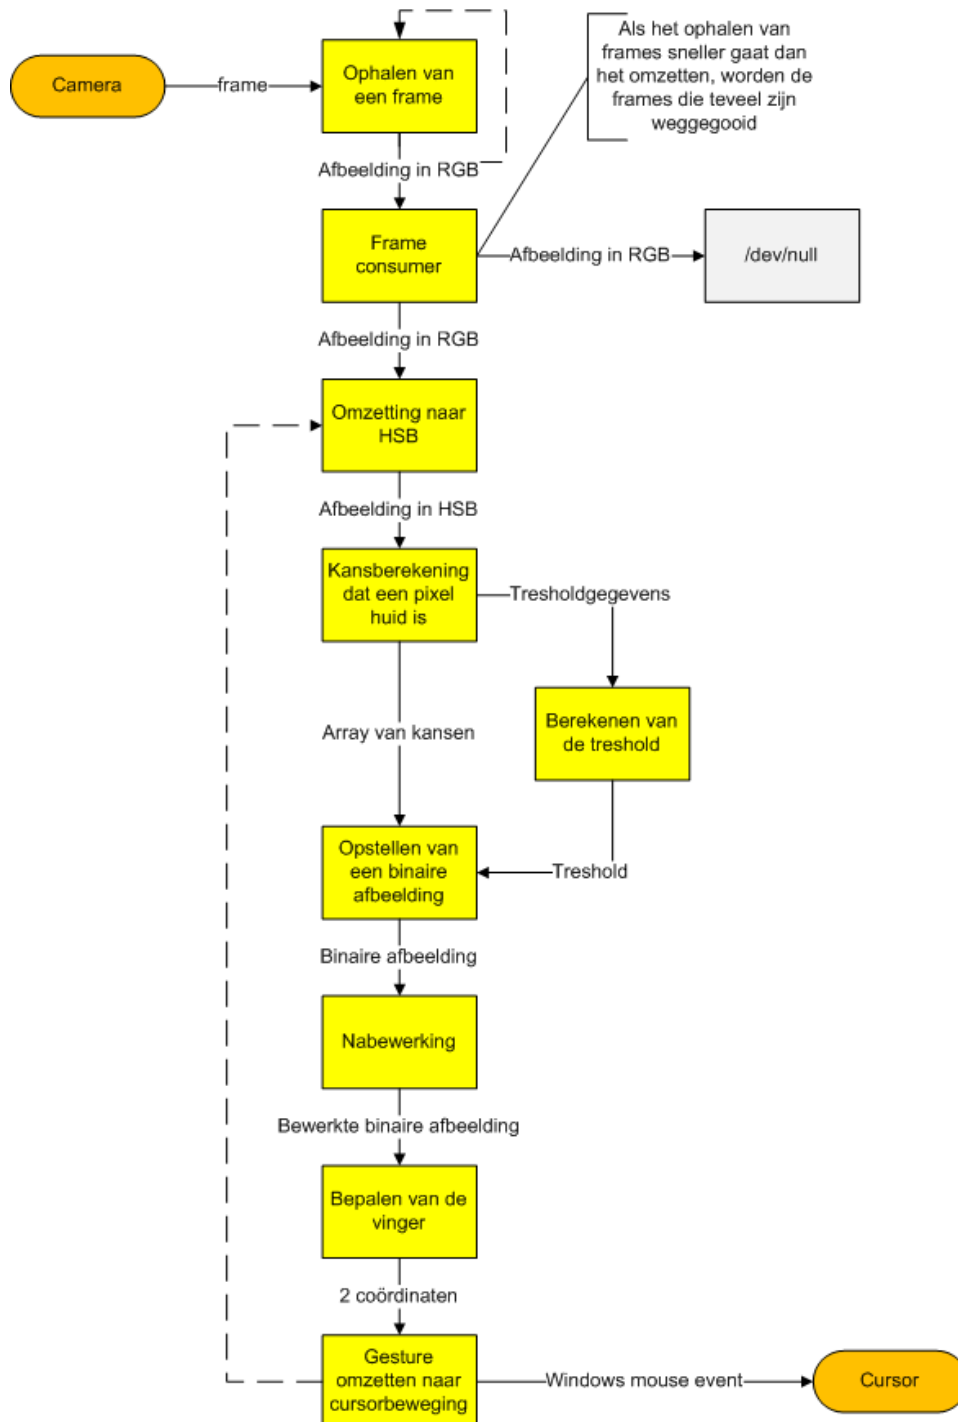 Als het ophalen van
frames sneller gaat dan
het omzetten, worden de
frames die teveel zijn
weggegooid
Camera
frame
Ophalen van
een frame
Afbeelding in RGB
Frame
consumer
Afbeelding in RGB
/dev/null
Afbeelding in RGB
Omzetting naar
HSB
Afbeelding in HSB
Kansberekening
dat een pixel
huid is
Tresholdgegevens
Berekenen van
de treshold
Array van kansen
Opstellen van
een binaire
afbeelding
Treshold
Binaire afbeelding
Nabewerking
Bewerkte binaire afbeelding
Bepalen van de
vinger
2 coördinaten
Gesture
omzetten naar
cursorbeweging
Windows mouse event
Cursor